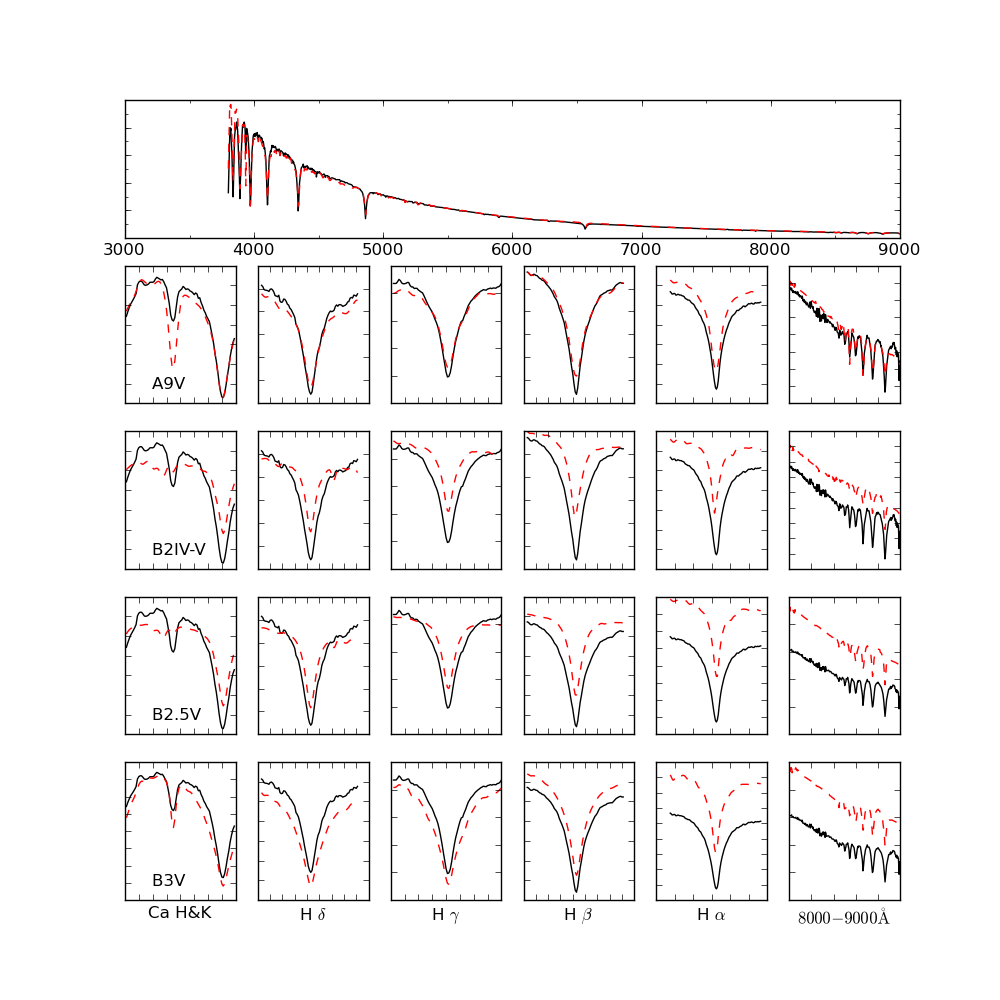 3000 4000 5000 6000 7000 8000 9000
A9V
B2IV-V
B2.5V
B3V
Ca H&K H δ H γ H β H α 8000−9000Å